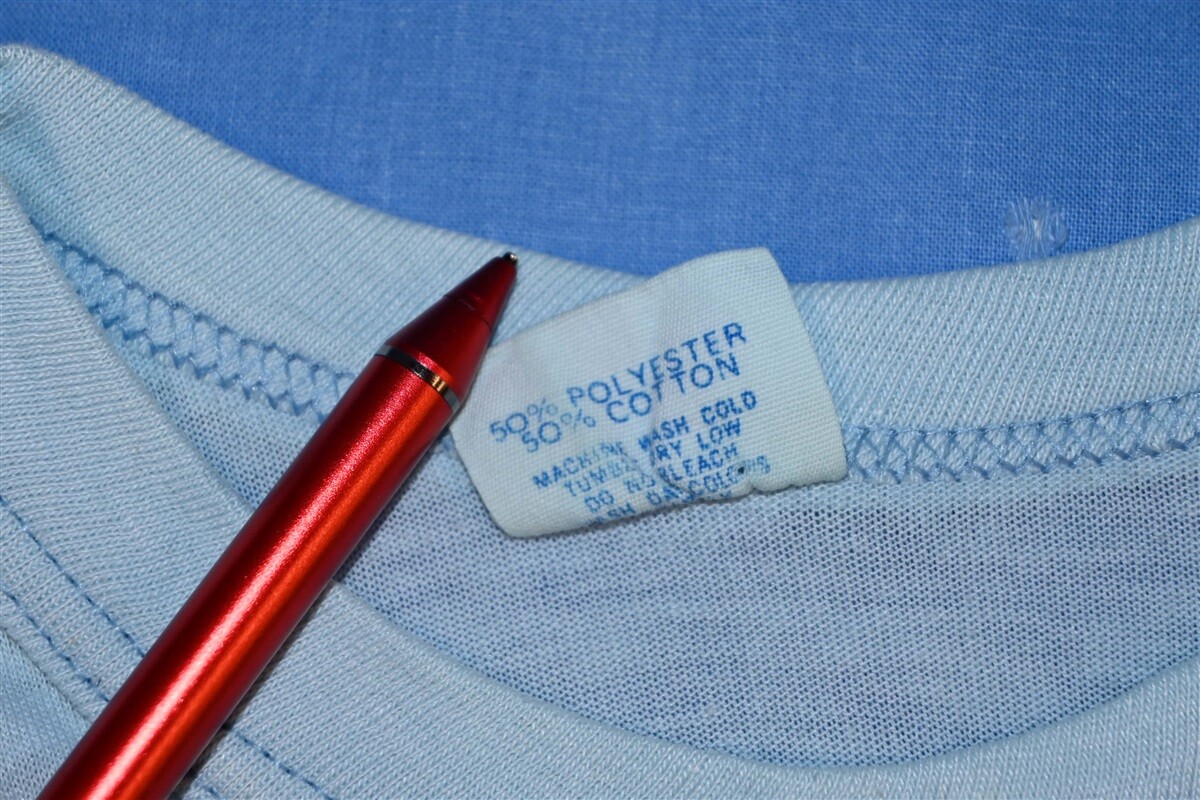 50% POLYESTER
50% COTTON
MACHINE WASH COLD
TUMBLE DRY LOW
DO NOT BLEACH